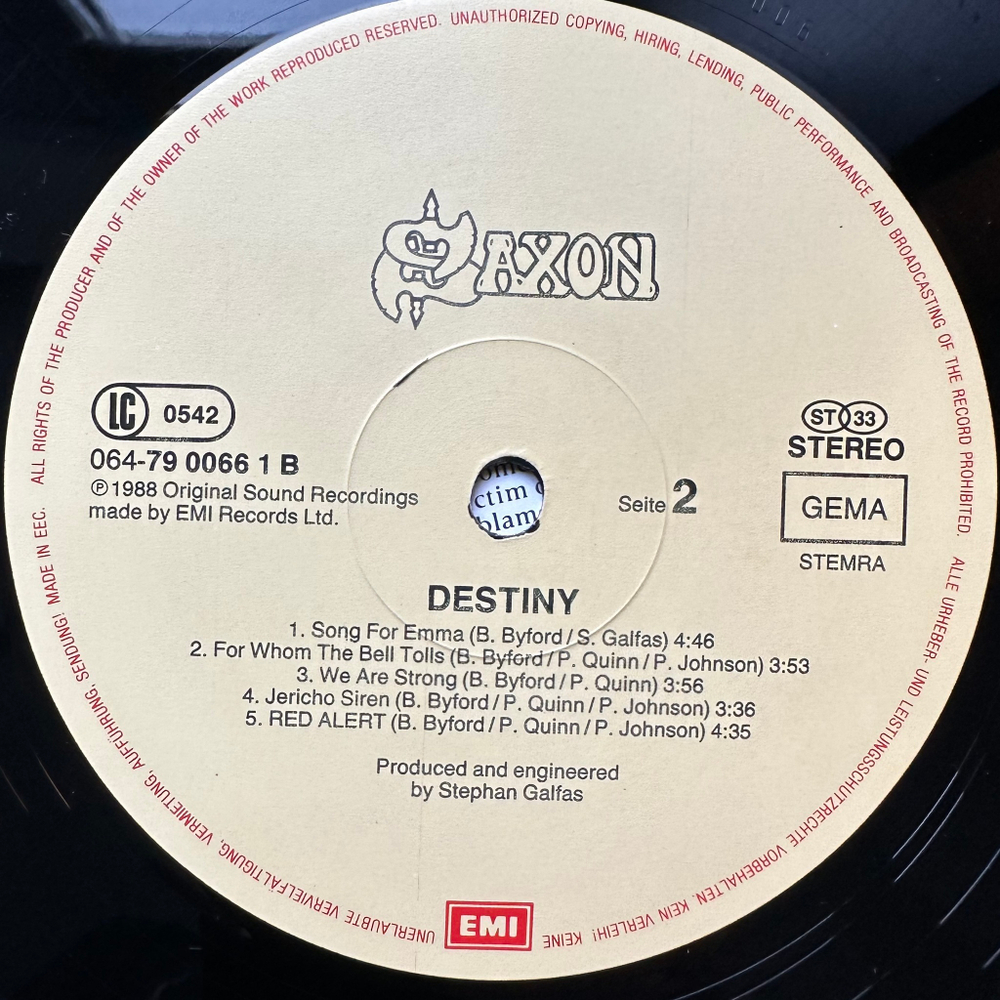 ALL RIGHTS OF THE PRODUCER AND OF THE OWNER OF THE WORK REPRODUCED RESERVED. UNAUTHORIZED COPYING, HIRING, LENDING, PUBLIC PERFORMANCE AND BROADCASTING OF THE RECORD PROHIBITED.
SAXON
LC 0542
064-79 0066 1 B
℗ 1988 Original Sound Recordings
made by EMI Records Ltd.
ST 33
STEREO
GEMA
STEMRA
Seite 2
ctim
blam
DESTINY
1. Song For Emma (B. Byford / S. Galfas) 4:46
2. For Whom The Bell Tolls (B. Byford / P. Quinn / P. Johnson) 3:53
3. We Are Strong (B. Byford / P. Quinn) 3:56
4. Jericho Siren (B. Byford / P. Quinn / P. Johnson) 3:36
5. RED ALERT (B. Byford / P. Quinn / P. Johnson) 4:35
Produced and engineered
by Stephan Galfas
ALLE URHEBER- UND LEISTUNGSSCHUTZRECHTE VORBEHALTEN. KEIN VERLEIH! KEINE
UNERLAUBTE VERVIELFÄLTIGUNG, VERMIETUNG, AUFFÜHRUNG, SENDUNG! MADE IN EEC.
EMI